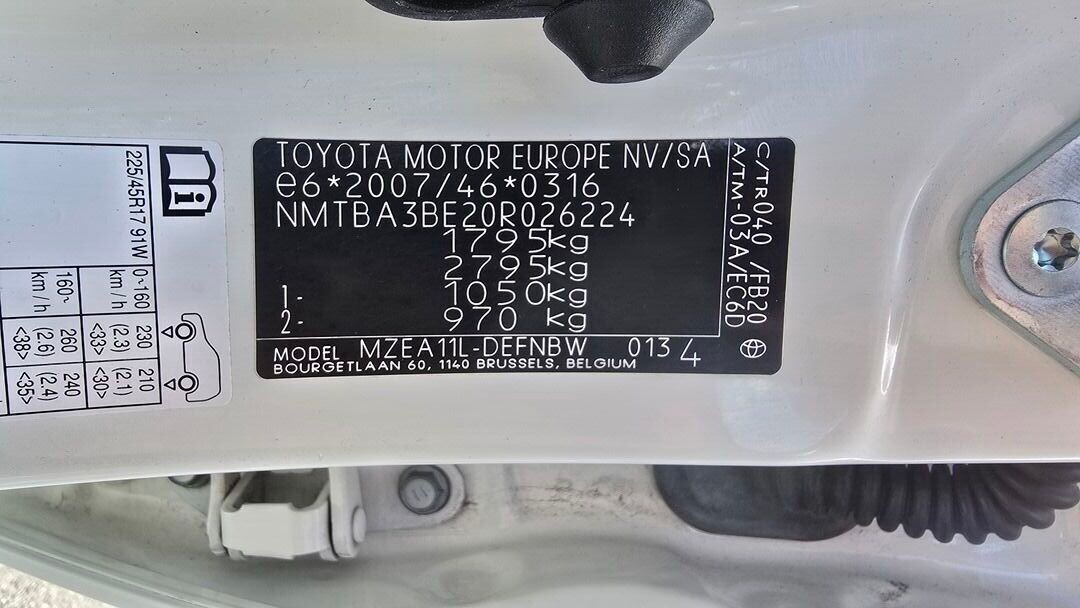 TOYOTA MOTOR EUROPE NV/SA
e6*2007/46*0316
NMTBA3BE20R026224
1795kg
2795kg
1- 1050kg
2- 970 kg
MODEL MZEA11L-DEFNBW 0134
BOURGETLAAN 60, 1140 BRUSSELS, BELGIUM
C/TR040 /FB20
A/TM-03A/EC6D
225/45R17 91W
0~160 km/h
230 (2.3) <33>
210 (2.1) <30>
160~ km/h
260 (2.6) <38>
240 (2.4) <35>